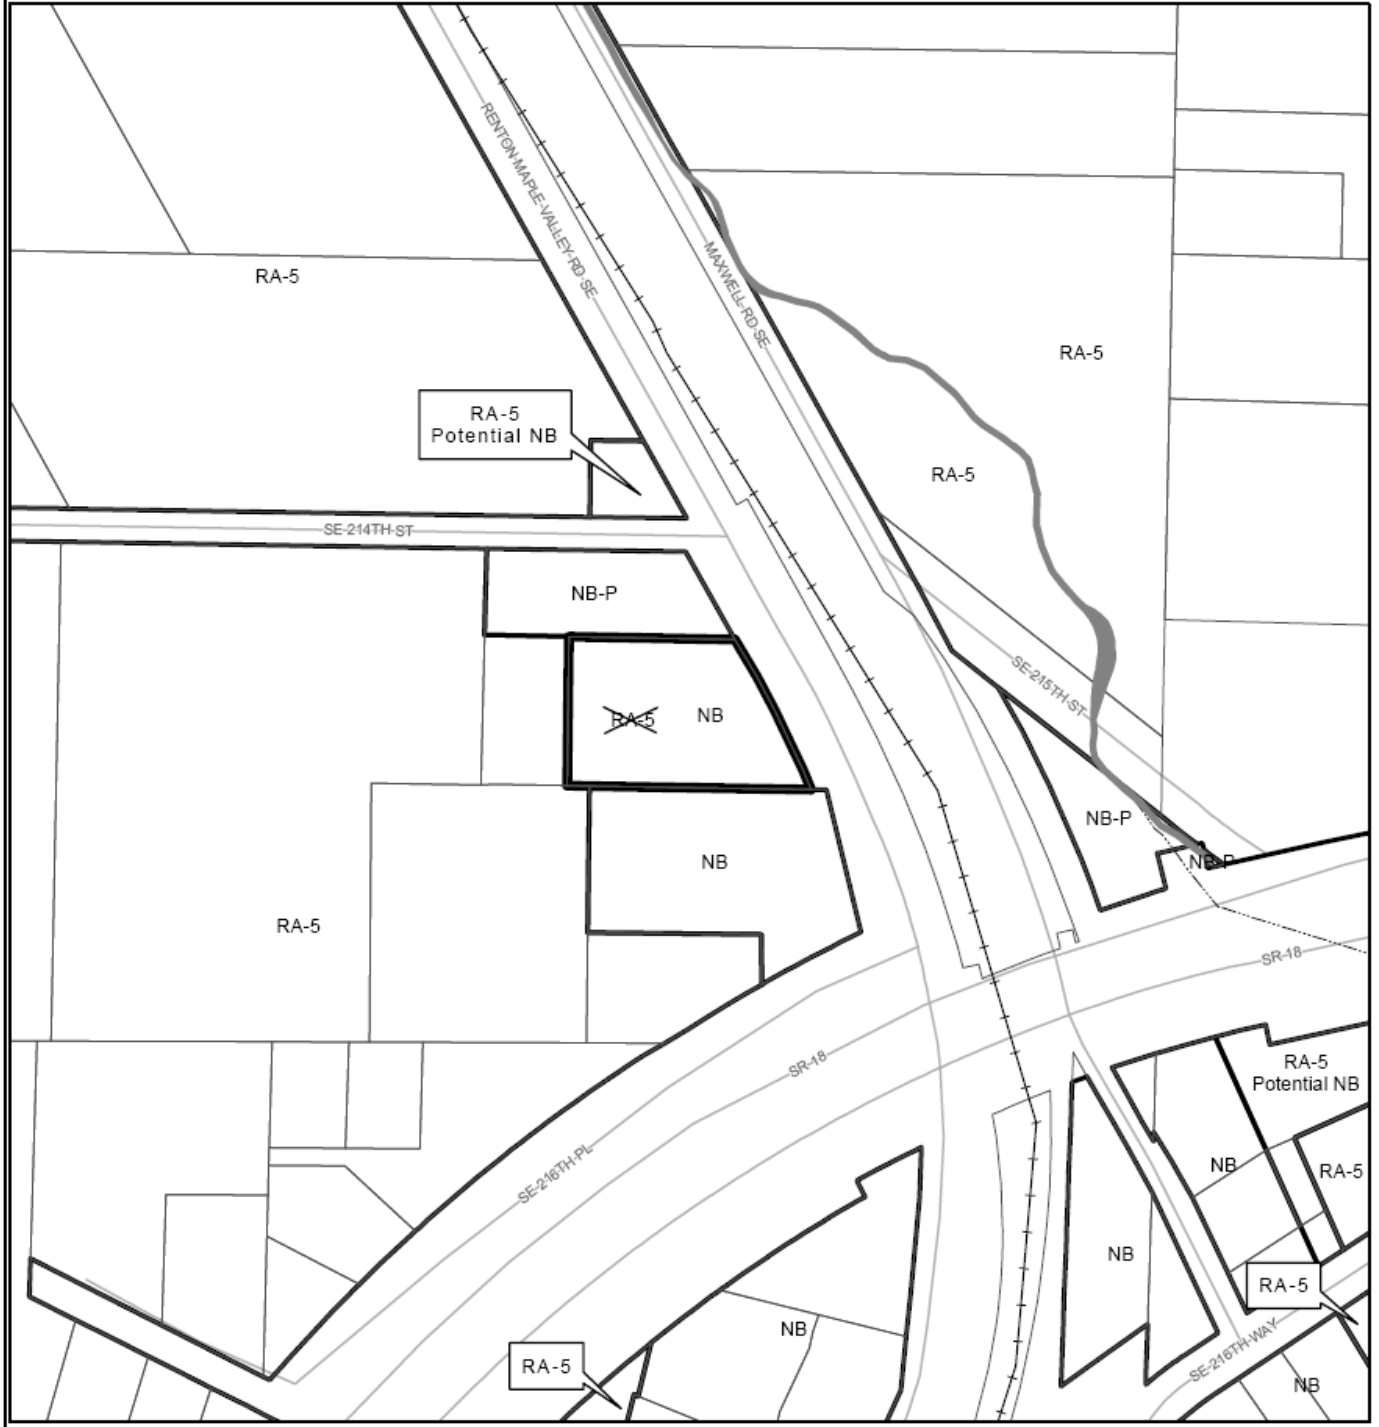 RENTON-MAPLE-VALLEY-RD-SE
MAXWELL-RD-SE
RA-5
RA-5
RA-5
Potential NB
RA-5
SE-214TH-ST
NB-P
SE-215TH-ST
RA-5
NB
NB-P
NB-P
NB
RA-5
SR-18
SR-18
RA-5
Potential NB
NB
RA-5
SE-216TH-PL
NB
RA-5
NB
SE-216TH-WAY
RA-5
NB